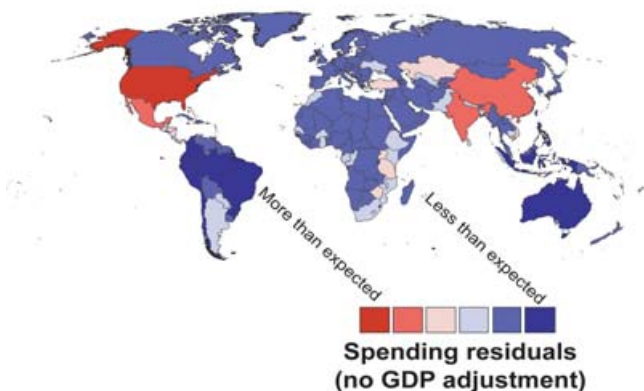 More than expected
Less than expected
Spending residuals
(no GDP adjustment)